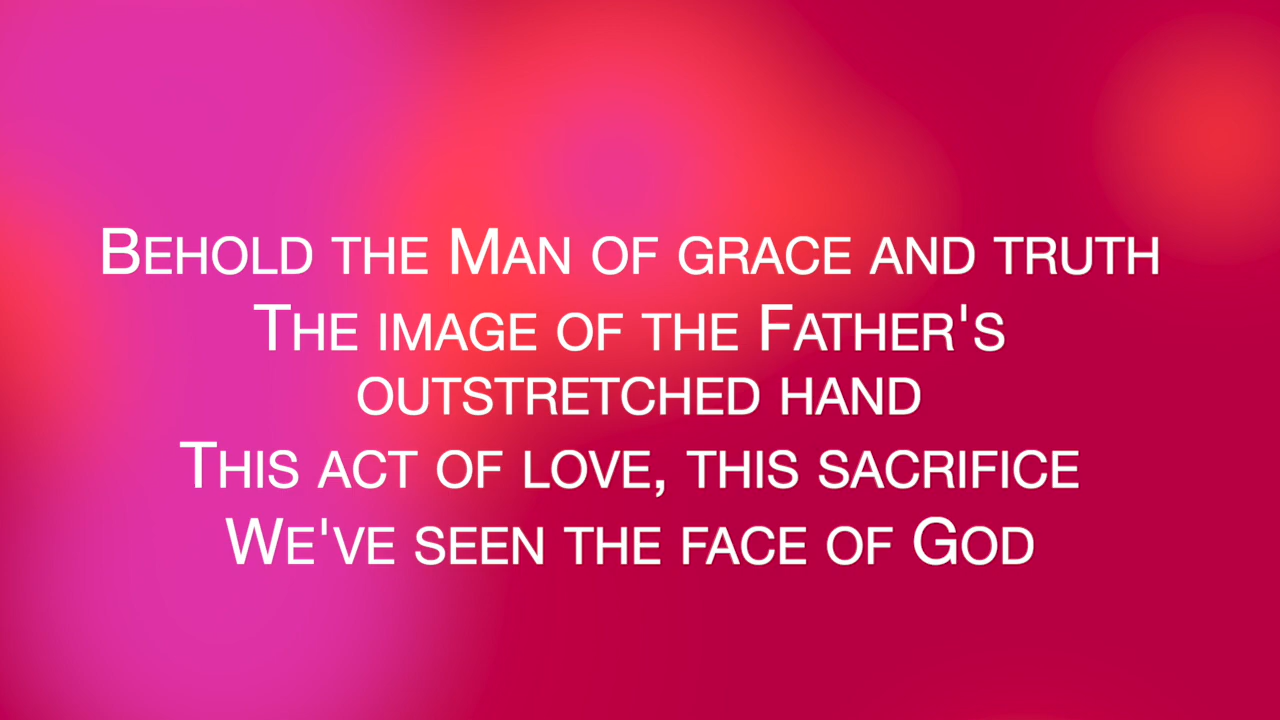 Behold the Man of grace and truth
The image of the Father's
outstretched hand
This act of love, this sacrifice
We've seen the face of God